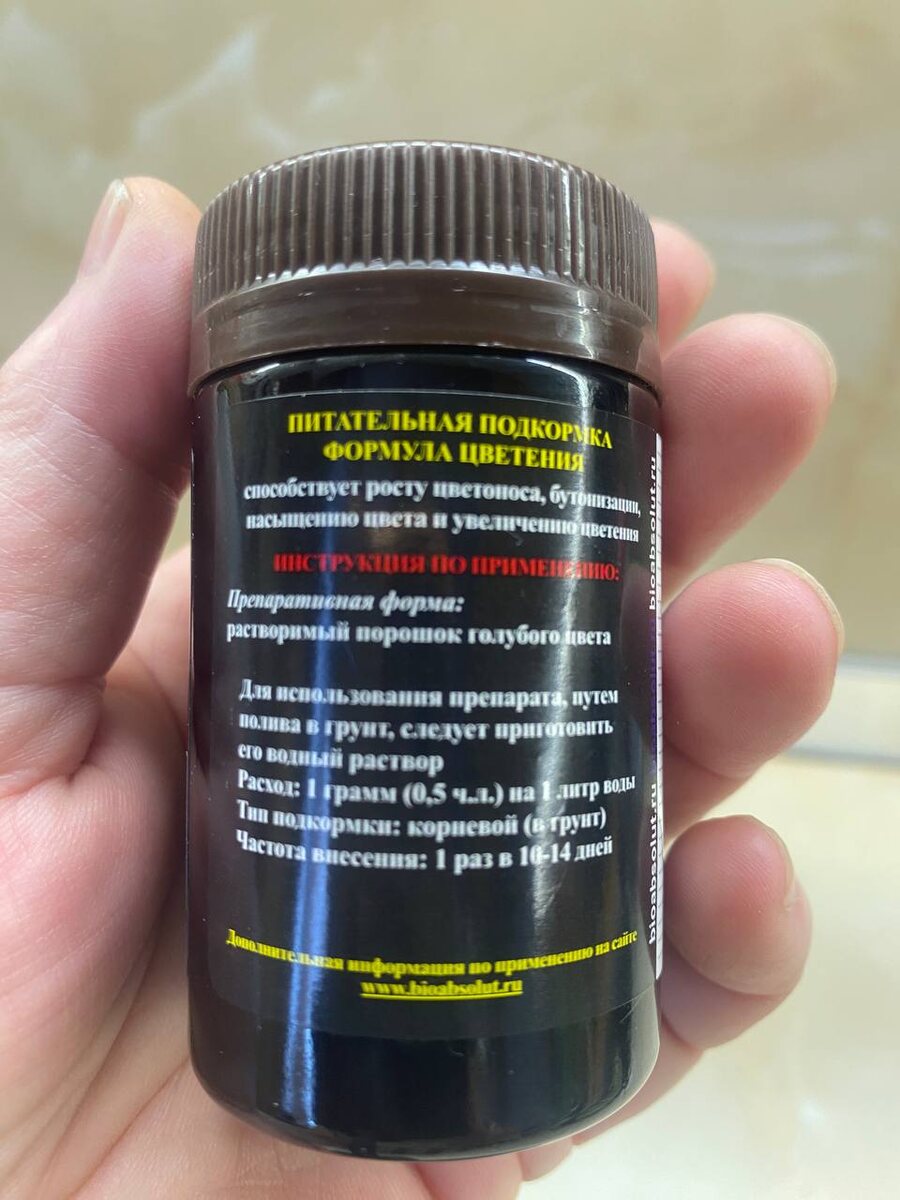 ПИТАТЕЛЬНАЯ ПОДКОРМКА
ФОРМУЛА ЦВЕТЕНИЯ
способствует росту цветоноса, бутонизации,
насыщению цвета и увеличению цветения
ИНСТРУКЦИЯ ПО ПРИМЕНЕНИЮ:
Препаративная форма:
растворимый порошок голубого цвета
Для использования препарата, путем
полива в грунт, следует приготовить
его водный раствор
Расход: 1 грамм (0,5 ч.л.) на 1 литр воды
Тип подкормки: корневой (в грунт)
Частота внесения: 1 раз в 10-14 дней
Дополнительная информация по применению на сайте
www.bioabsolut.ru
bioabsolut.ru
bioabsolut.ru